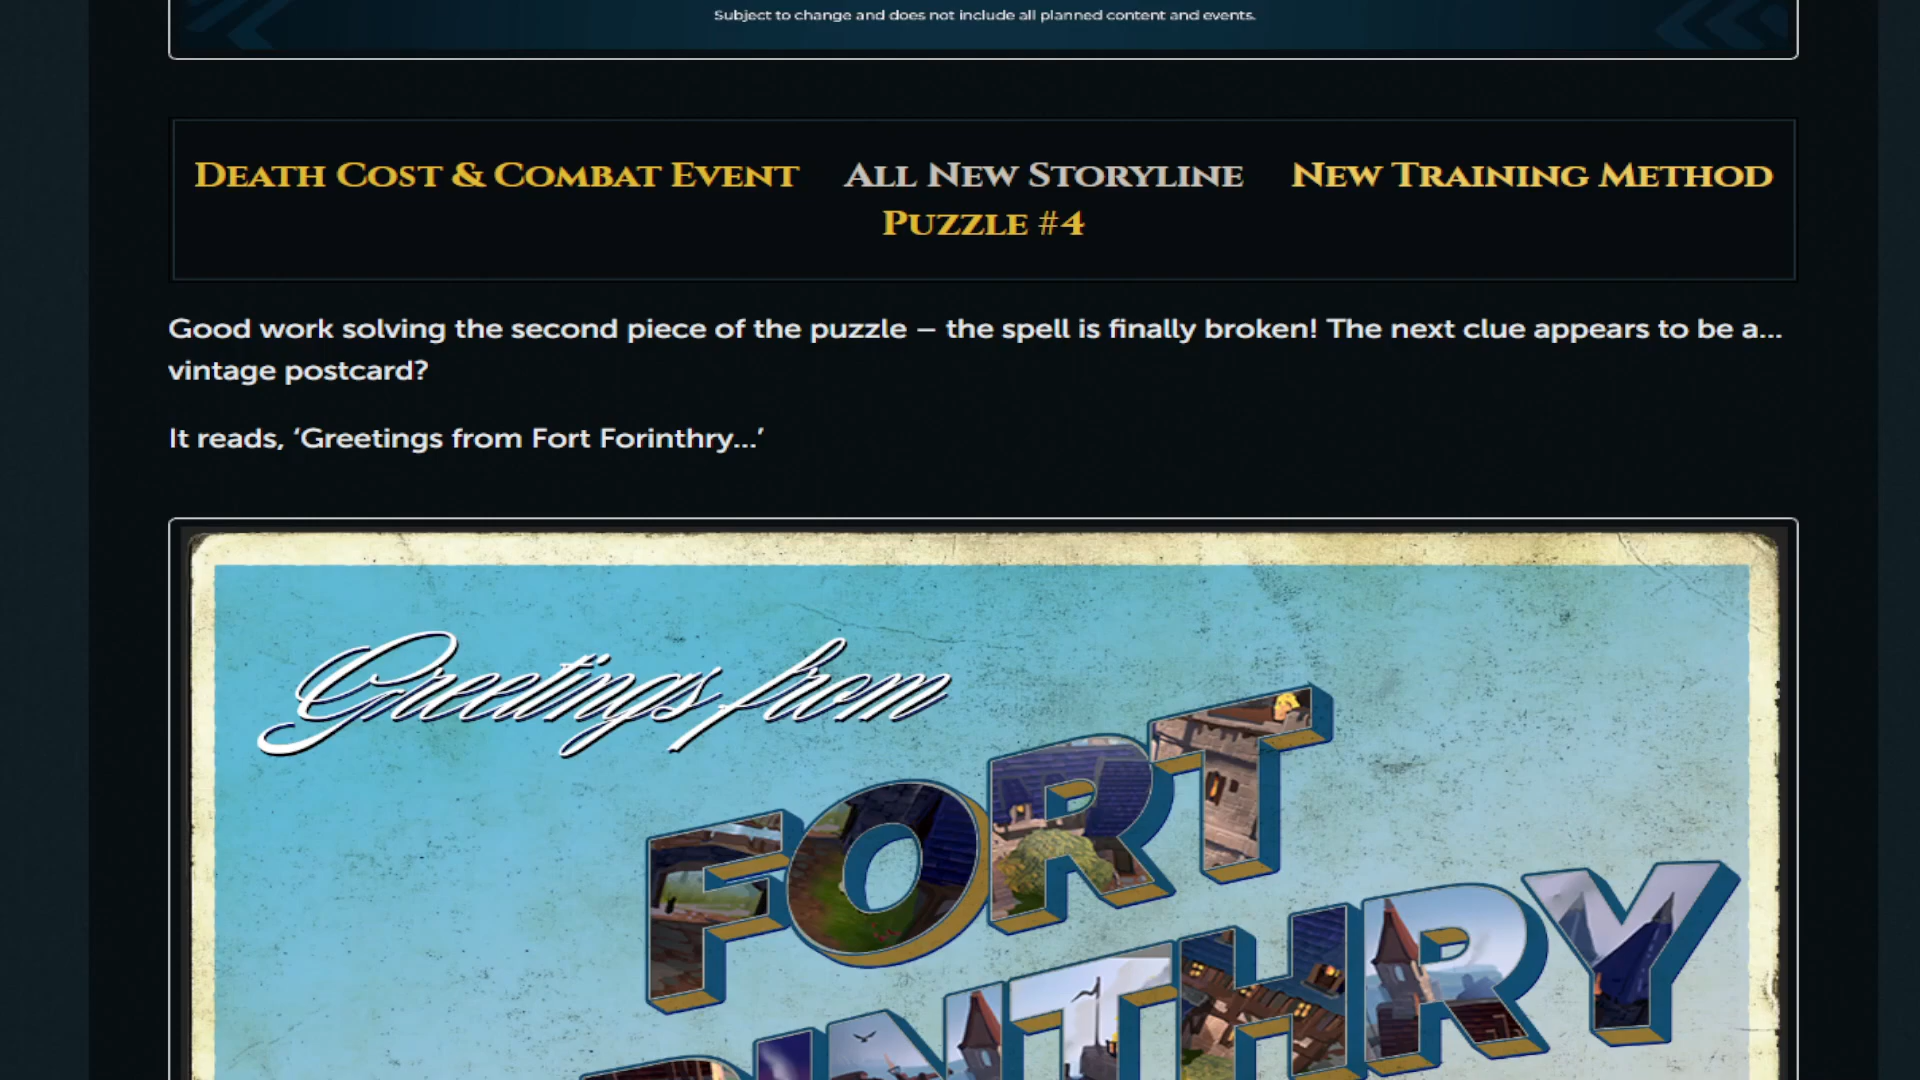 Subject to change and does not include all planned content and events.
Death Cost & Combat Event All New Storyline New Training Method
Puzzle #4
Good work solving the second piece of the puzzle – the spell is finally broken! The next clue appears to be a...
vintage postcard?
It reads, ‘Greetings from Fort Forinthry...’
Greetings from
FORT
RINTHRY